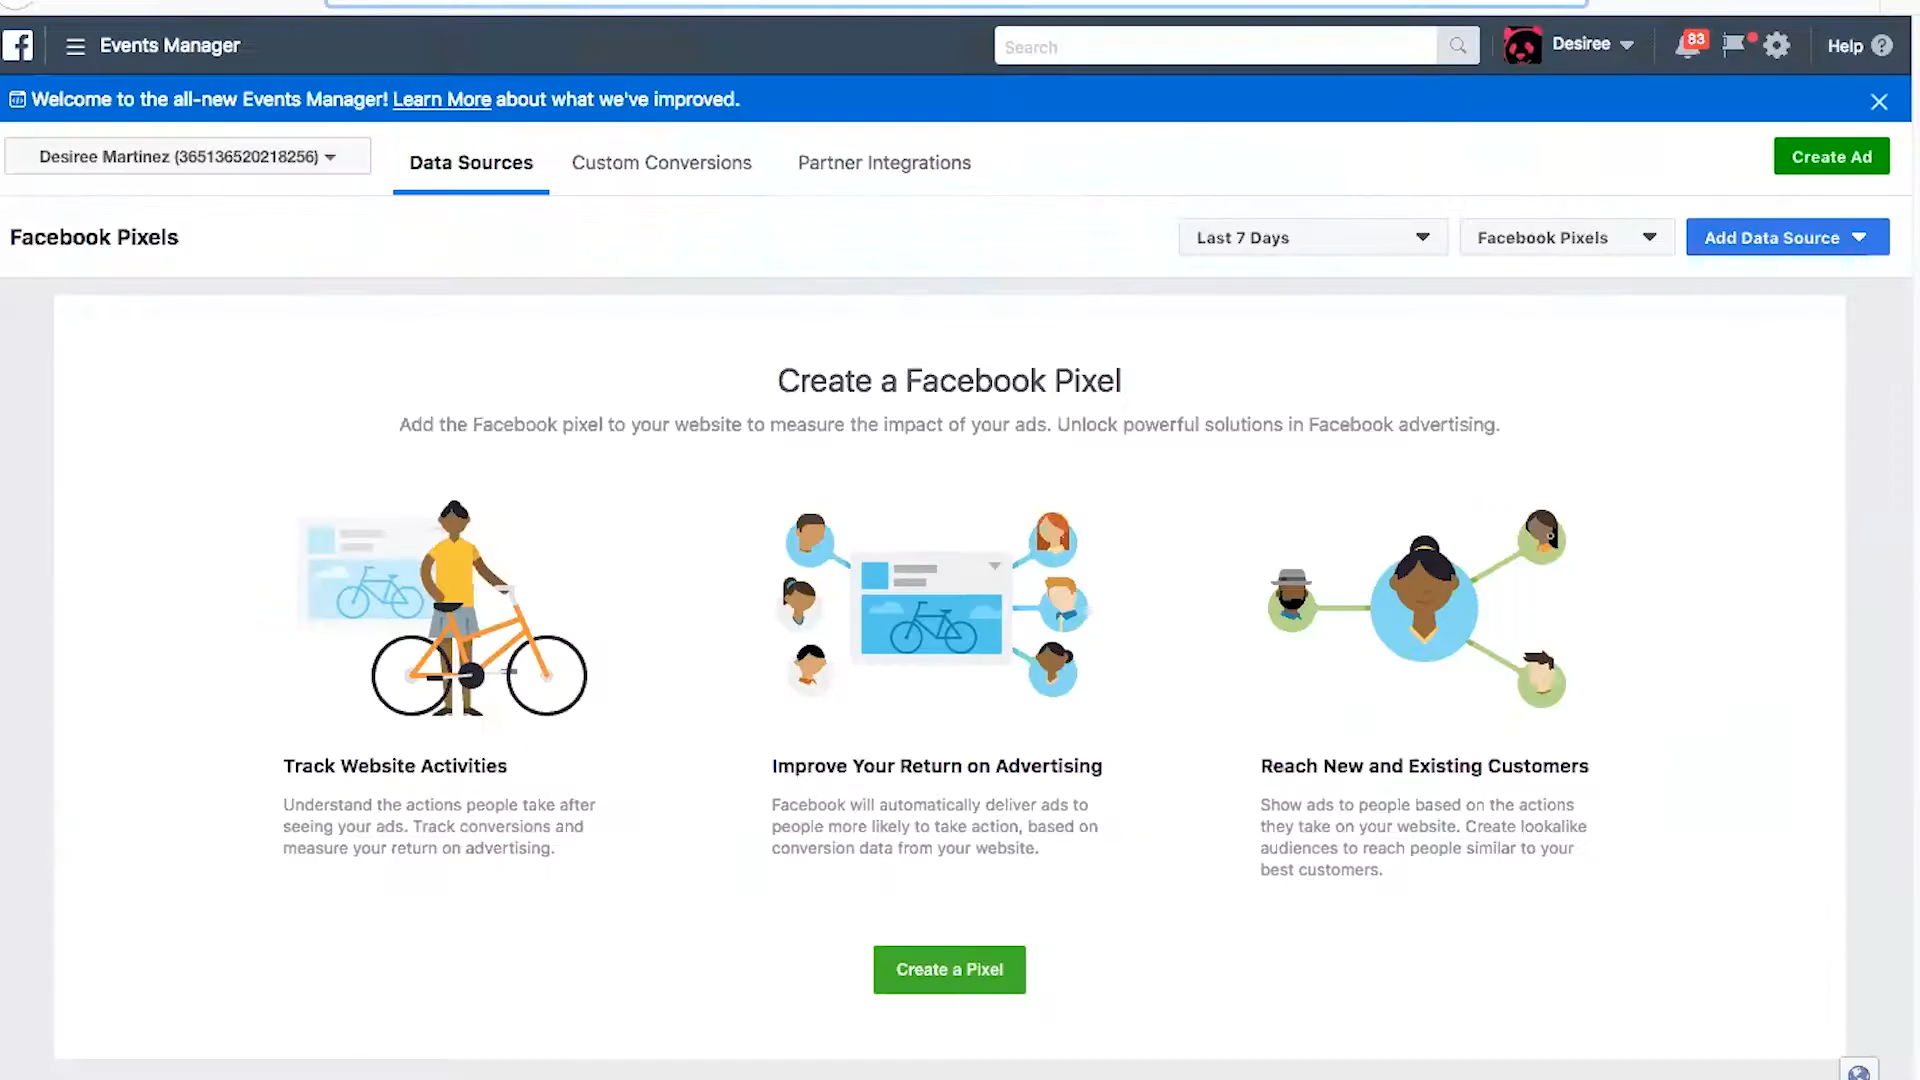 Events Manager
Search
Desiree
83
Help
Welcome to the all-new Events Manager! Learn More about what we've improved.
Desiree Martinez (365136520218256)
Data Sources
Custom Conversions
Partner Integrations
Create Ad
Facebook Pixels
Last 7 Days
Facebook Pixels
Add Data Source
Create a Facebook Pixel
Add the Facebook pixel to your website to measure the impact of your ads. Unlock powerful solutions in Facebook advertising.
Track Website Activities
Understand the actions people take after
seeing your ads. Track conversions and
measure your return on advertising.
Improve Your Return on Advertising
Facebook will automatically deliver ads to
people more likely to take action, based on
conversion data from your website.
Reach New and Existing Customers
Show ads to people based on the actions
they take on your website. Create lookalike
audiences to reach people similar to your
best customers.
Create a Pixel